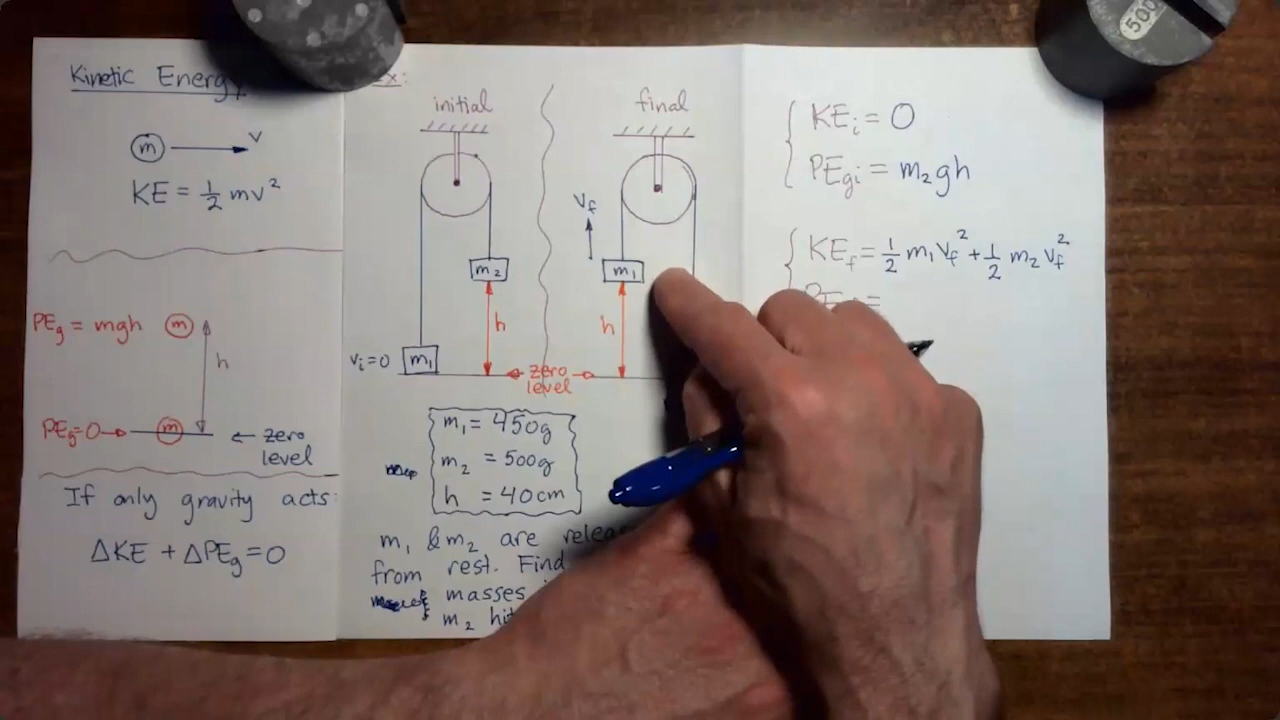 Kinetic Energy
m
v
KE = ½ mv²
PEg = mgh
m
h
PEg=0
m
zero
level
If only gravity acts:
ΔKE + ΔPEg = 0
Ex:
initial
m₂
h
vᵢ=0
m₁
final
Vf
m₁
h
zero
level
m₁ = 450g
m₂ = 500g
h = 40cm
m₁ & m₂ are
from rest. Find
masses
m₂
KEᵢ = 0
PEgi = m₂gh
KEf = ½ m₁Vf² + ½ m₂Vf²
=
500